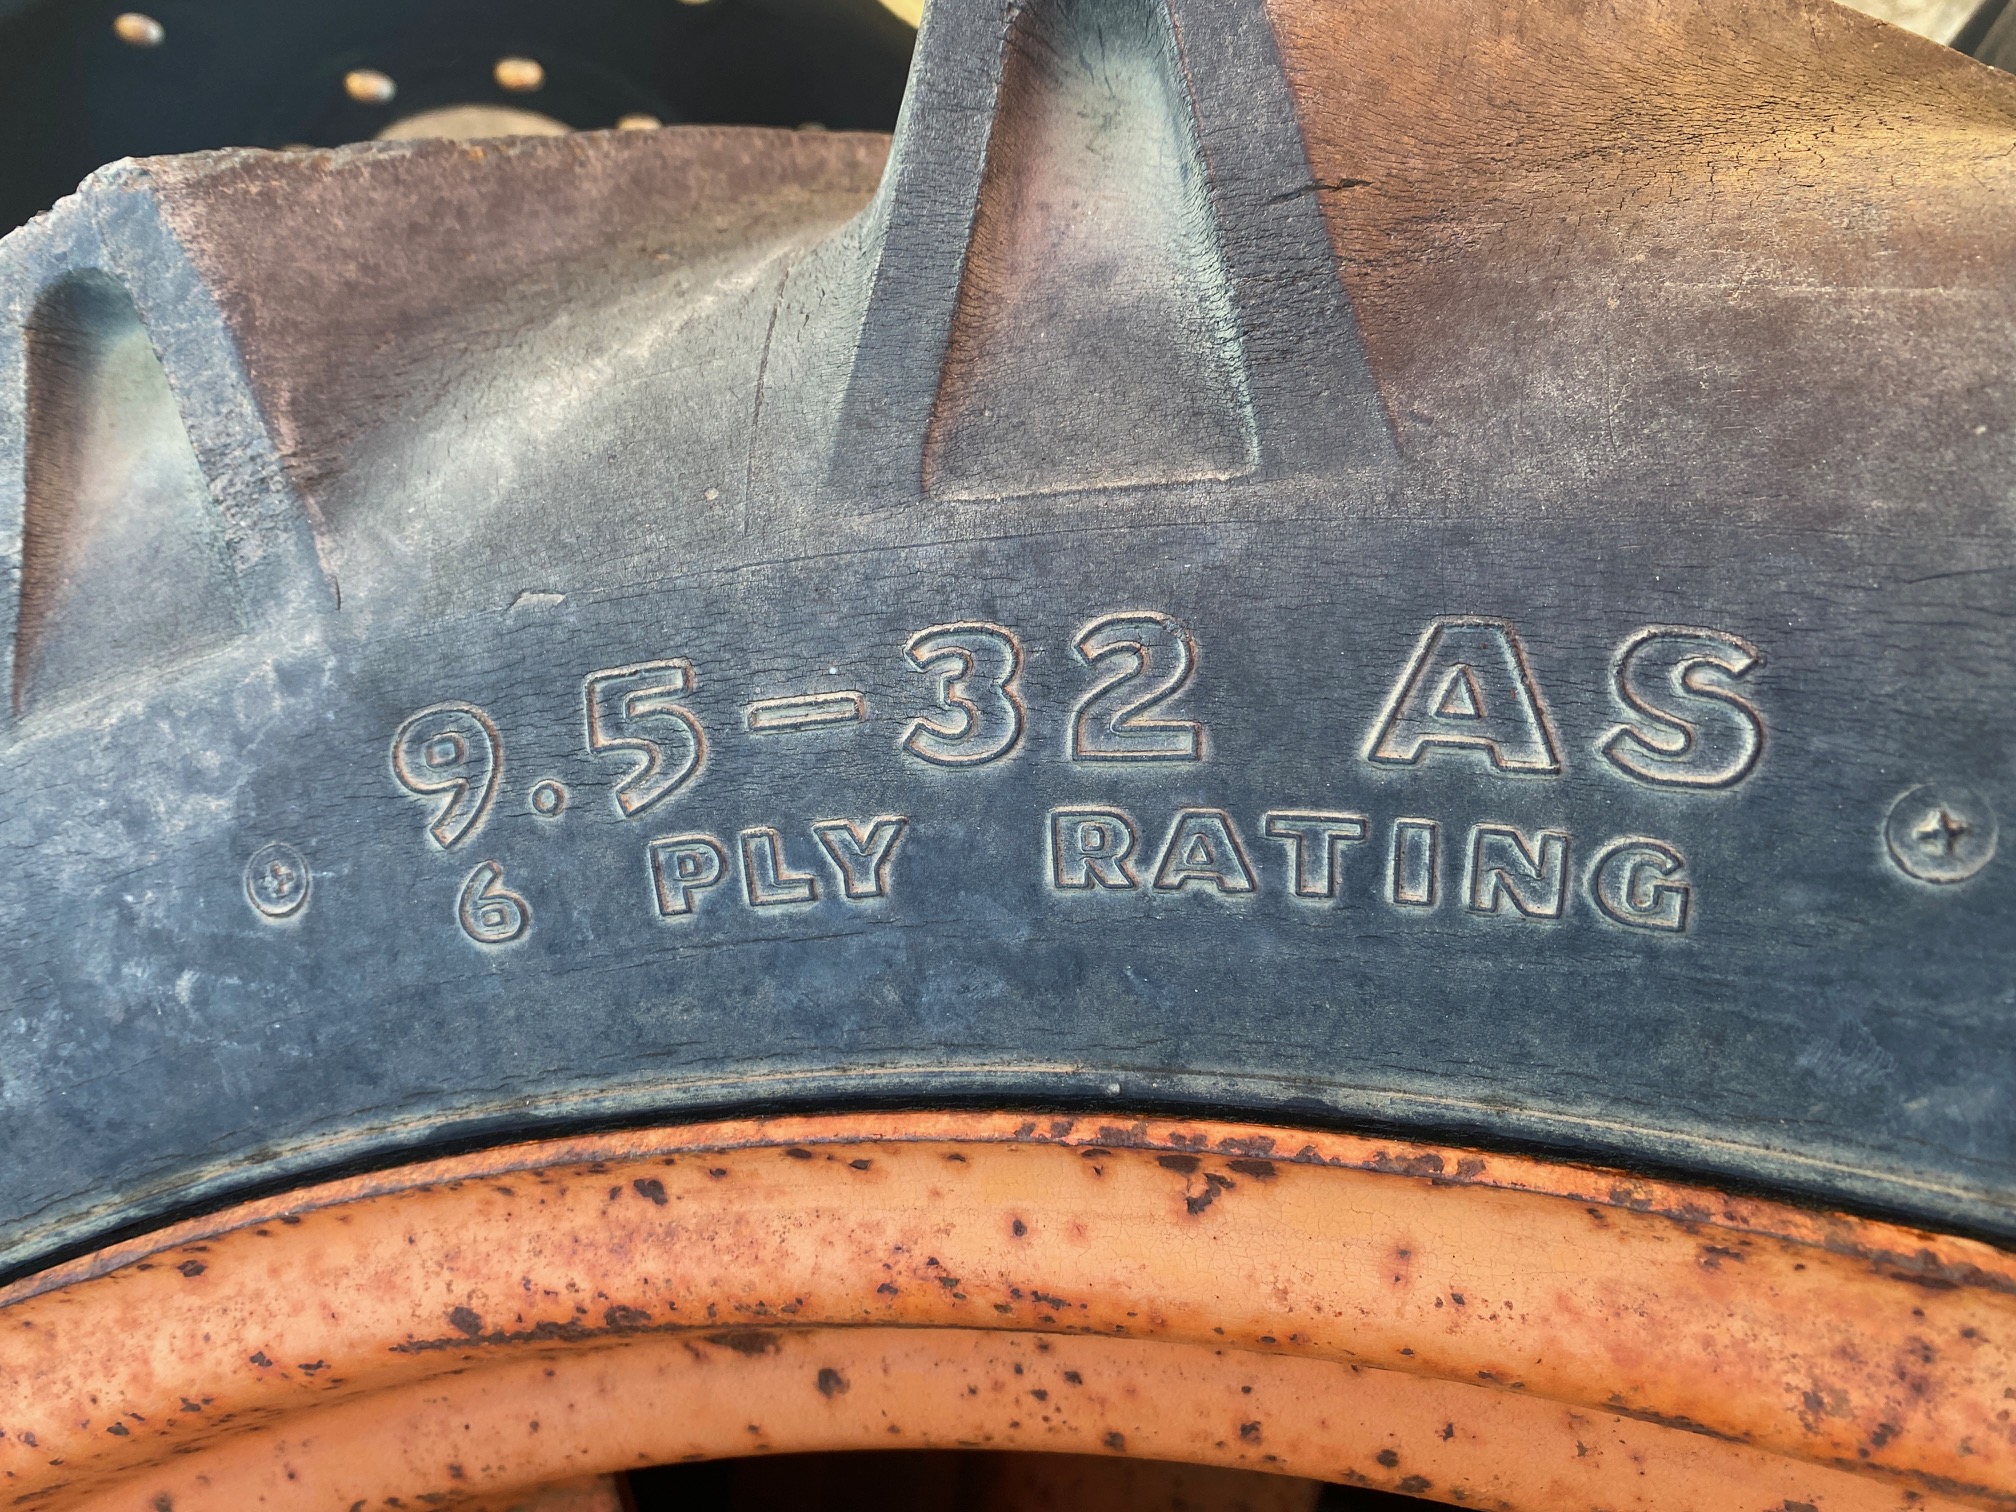 9.5-32 AS
6 PLY RATING